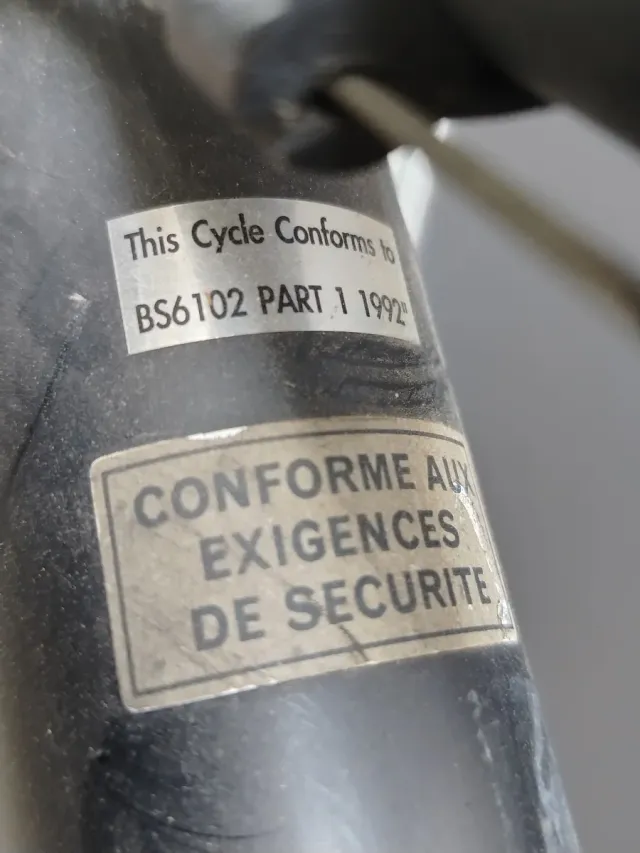 This Cycle Conforms to
BS6102 PART 1 1992"
CONFORME AUX
EXIGENCES
DE SECURITE